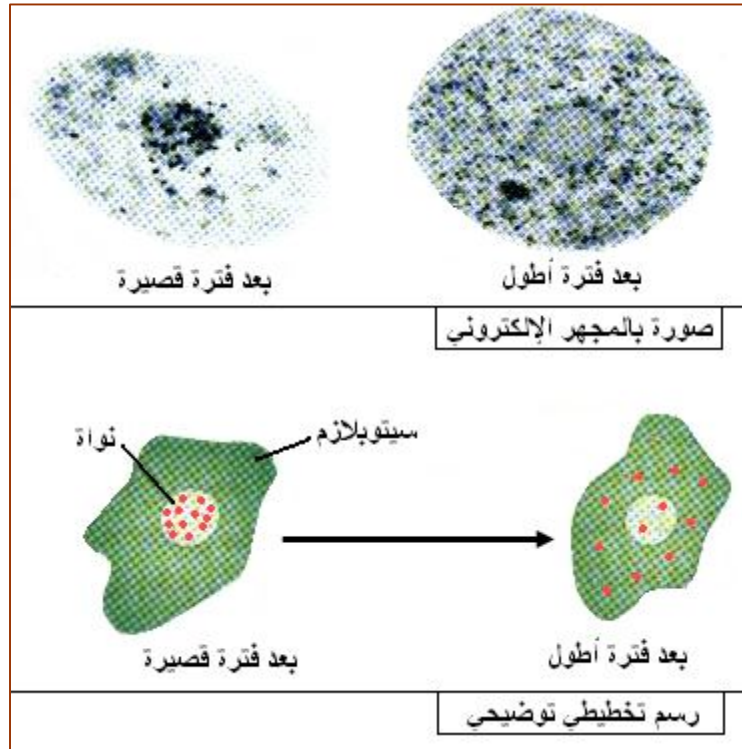 بعد فترة أطول
بعد فترة قصيرة
صورة بالمجهر الإلكتروني
سيتوبلازم
نواة
بعد فترة أطول
بعد فترة قصيرة
رسم تخطيطي توضيحي